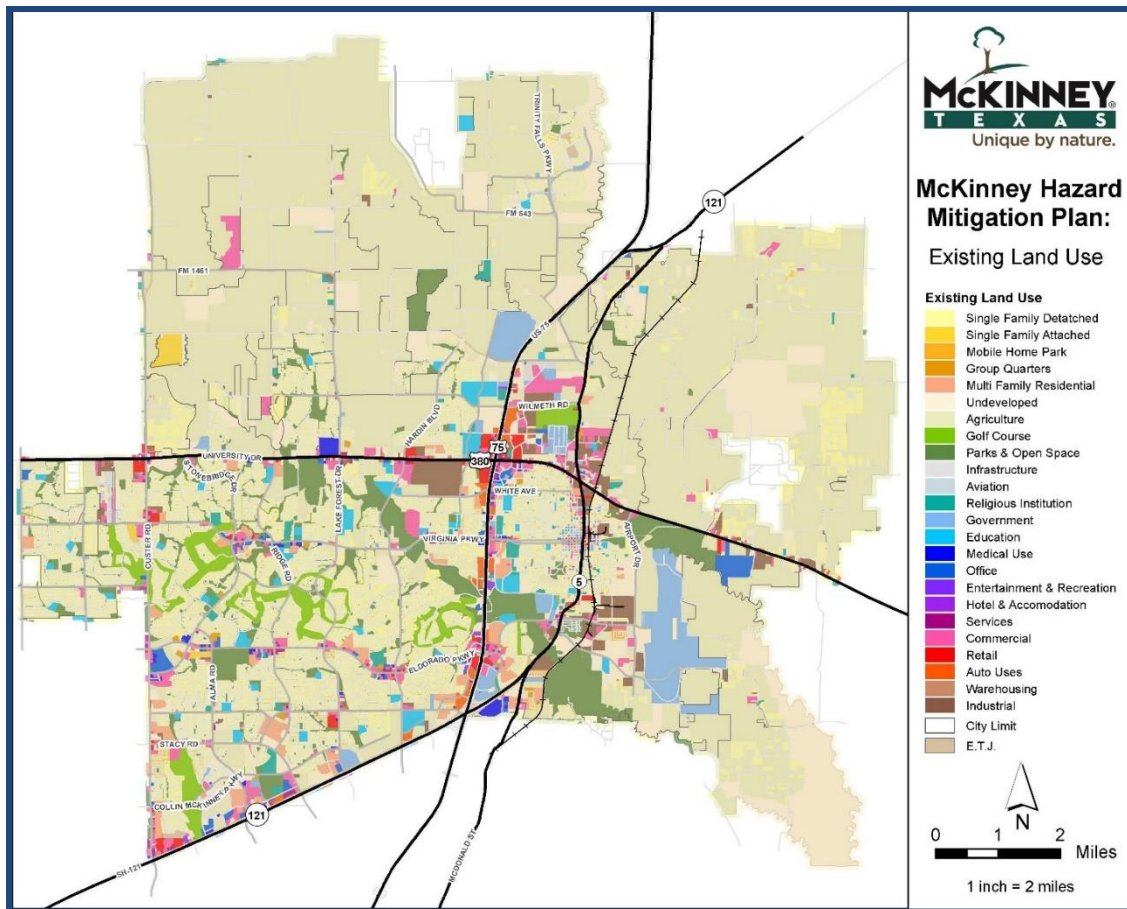 McKINNEY®
TEXAS
Unique by nature.
McKinney Hazard
Mitigation Plan:
Existing Land Use
Existing Land Use
Single Family Detatched
Single Family Attached
Mobile Home Park
Group Quarters
Multi Family Residential
Undeveloped
Agriculture
Golf Course
Parks & Open Space
Infrastructure
Aviation
Religious Institution
Government
Education
Medical Use
Office
Entertainment & Recreation
Hotel & Accomodation
Services
Commercial
Retail
Auto Uses
Warehousing
Industrial
City Limit
E.T.J.
N
0 1 2
Miles
1 inch = 2 miles
TRINITY FALLS PKWY
121
FM 543
FM 1461
US-75
WILMETH RD
HARDIN BLVD
75
UNIVERSITY DR
380
STONEBRIDGE DR
LAKE FOREST DR
WHITE AVE
CUSTER RD
VIRGINIA PKWY
AIRPORT DR
RIDGE RD
5
ELDORADO PKWY
ALMA RD
STACY RD
COLLIN MCKINNEY PKWY
121
SH-121
MCDONALD ST